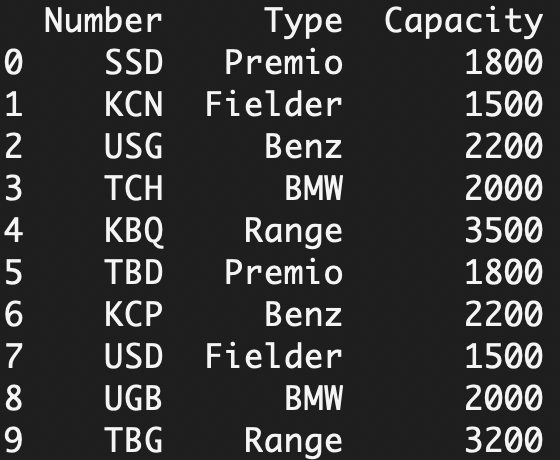 Number Type Capacity
0 SSD Premio 1800
1 KCN Fielder 1500
2 USG Benz 2200
3 TCH BMW 2000
4 KBQ Range 3500
5 TBD Premio 1800
6 KCP Benz 2200
7 USD Fielder 1500
8 UGB BMW 2000
9 TBG Range 3200